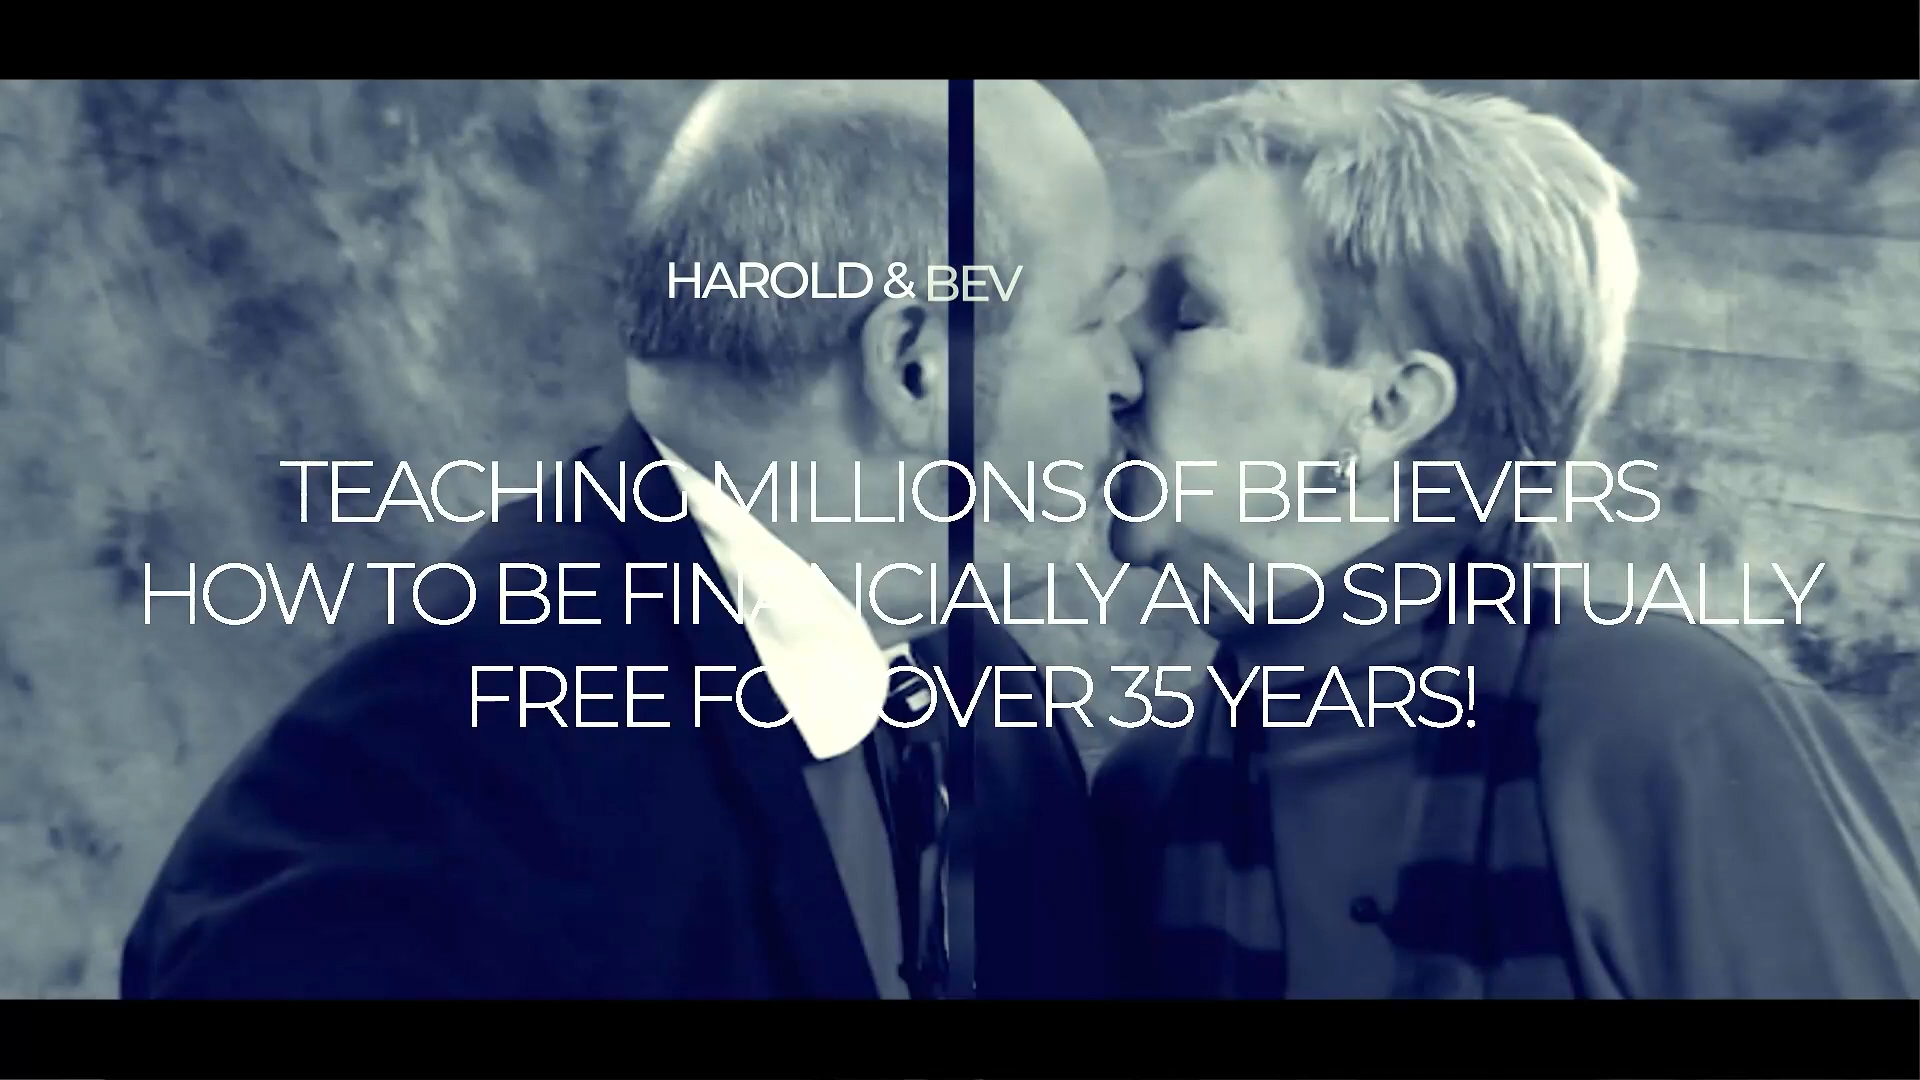 HAROLD & BEV
TEACHING MILLIONS OF BELIEVERS
HOW TO BE FINANCIALLY AND SPIRITUALLY
FREE FOR OVER 35 YEARS!